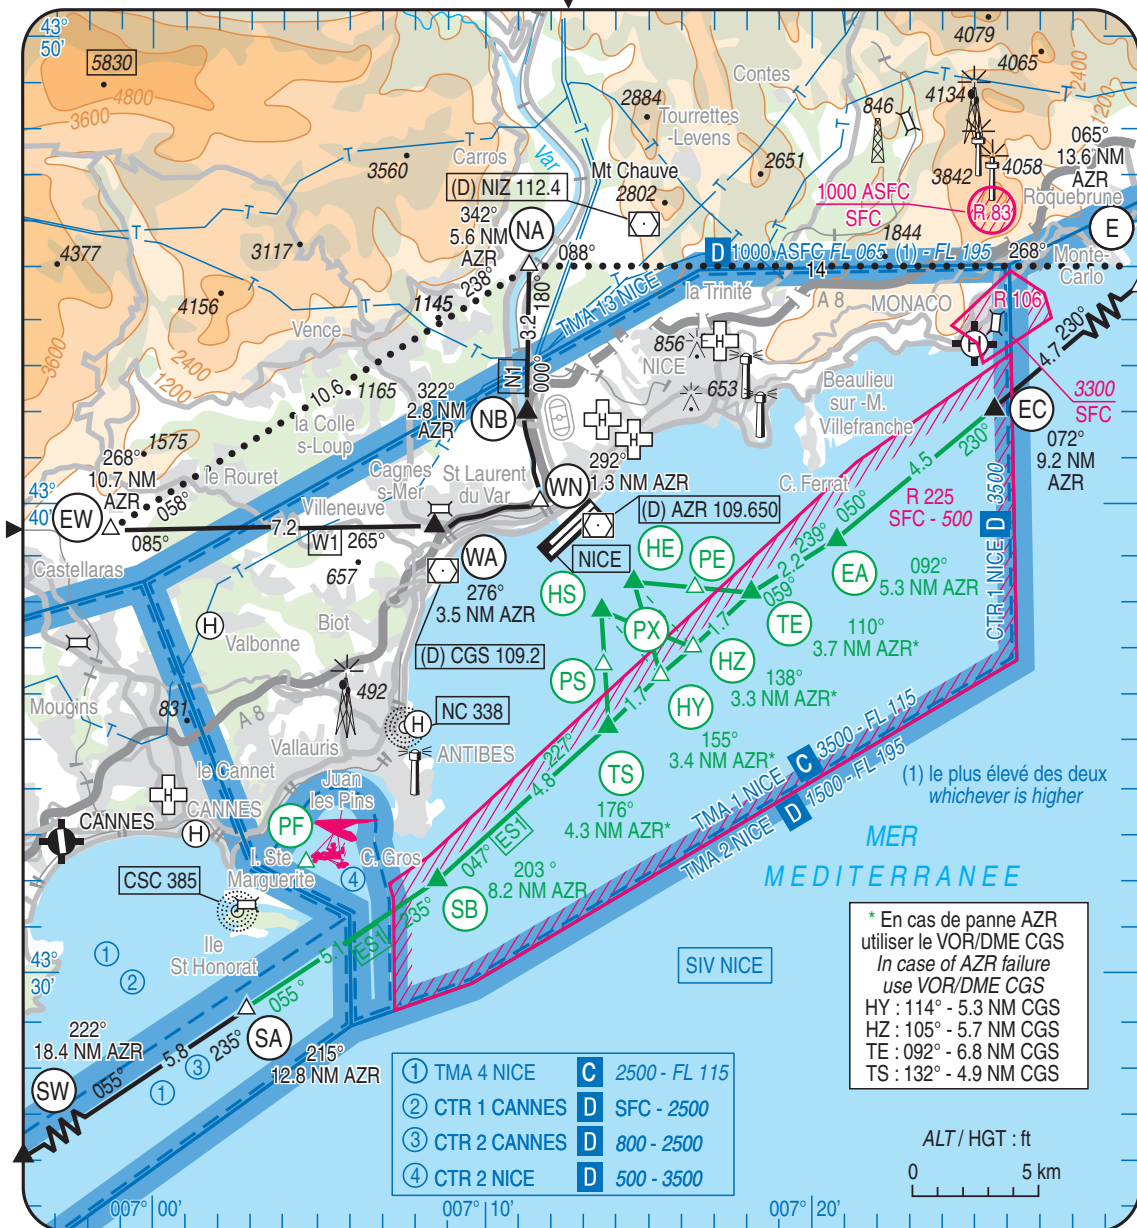 43°
50'
5830
4800
3600
3600
4377
3117
4156
2400
1200
3560
Carros
Var
(D) NIZ 112.4
342°
5.6 NM
AZR
NA
Mt Chauve
2802
2884
Tourrettes
-Levens
Contes
846
2651
4079
4065
2400
1200
4134
3842
4058
065°
13.6 NM
AZR
Roquebrune
1000 ASFC
SFC
R 83
1844
E
088°
238°
180°
3.2
000°
N1
TMA 13 NICE
D 1000 ASFC FL 065 (1) - FL 195
14
268°
Monte-
Carlo
R 106
MONACO
la Trinité
A 8
H
4.7
230°
3300
SFC
1145
Vence
10.6
1165
la Colle
s-Loup
322°
2.8 NM
AZR
NB
856
NICE
653
H
H
H
Beaulieu
sur -M.
Villefranche
EC
072°
9.2 NM
AZR
1575
268°
10.7 NM
AZR
le Rouret
058°
Cagnes
s-Mer
St Laurent
du Var
WN
292°
1.3 NM AZR
C. Ferrat
4.5
230°
050°
R 225
SFC - 500
43°
40'
EW
Villeneuve
085°
7.2
W1
265°
657
Castellaras
(D) AZR 109.650
NICE
WA
276°
3.5 NM AZR
HS
HE
PE
PX
2.2
239°
059°
EA
092°
5.3 NM AZR
TE
110°
3.7 NM AZR*
CTR 1 NICE D 3500
H
Valbonne
Biot
(D) CGS 109.2
PS
1.7
HZ
138°
3.3 NM AZR*
Mougins
831
A 8
492
NC 338
H
ANTIBES
1.7
HY
155°
3.4 NM AZR*
Vallauris
le Cannet
Juan
les Pins
227°
4.8
TS
176°
4.3 NM AZR*
TMA 1 NICE C 3500 - FL 115
TMA 2 NICE D 1500 - FL 195
(1) le plus élevé des deux
whichever is higher
H
CANNES
H
CANNES
PF
I. Ste
Marguerite
C. Gros
4
047°
ES1
203°
8.2 NM AZR
SB
235°
MER
MEDITERRANEE
CSC 385
Ile
St Honorat
5.1
ES1
055°
1
2
43°
30'
SIV NICE
* En cas de panne AZR
utiliser le VOR/DME CGS
In case of AZR failure
use VOR/DME CGS
HY : 114° - 5.3 NM CGS
HZ : 105° - 5.7 NM CGS
TE : 092° - 6.8 NM CGS
TS : 132° - 4.9 NM CGS
222°
18.4 NM AZR
SW
055°
5.8
235°
3
1
SA
215°
12.8 NM AZR
1 TMA 4 NICE C 2500 - FL 115
2 CTR 1 CANNES D SFC - 2500
3 CTR 2 CANNES D 800 - 2500
4 CTR 2 NICE D 500 - 3500
ALT / HGT : ft
0 5 km
007° 00'
007° 10'
007° 20'